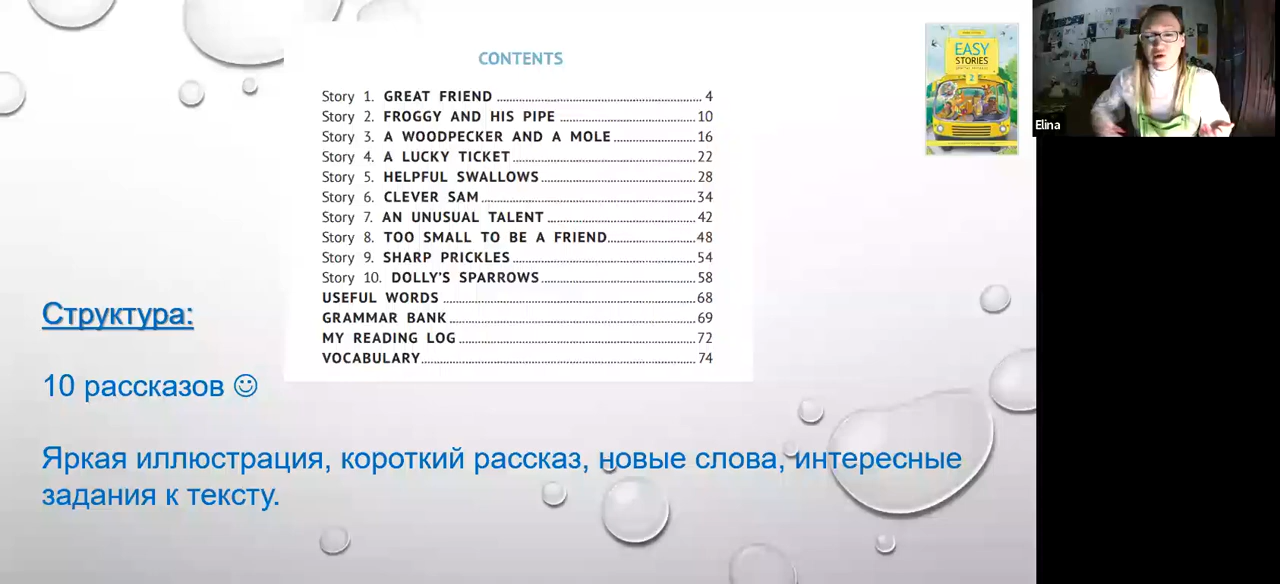 CONTENTS
Story 1. GREAT FRIEND ........ 4
Story 2. FROGGY AND HIS PIPE ........ 10
Story 3. A WOODPECKER AND A MOLE ........ 16
Story 4. A LUCKY TICKET ........ 22
Story 5. HELPFUL SWALLOWS ........ 28
Story 6. CLEVER SAM ........ 34
Story 7. AN UNUSUAL TALENT ........ 42
Story 8. TOO SMALL TO BE A FRIEND ........ 48
Story 9. SHARP PRICKLES ........ 54
Story 10. DOLLY'S SPARROWS ........ 58
USEFUL WORDS ........ 68
GRAMMAR BANK ........ 69
MY READING LOG ........ 72
VOCABULARY ........ 74
EASY
STORIES
2
Elina
Структура:
10 рассказов ☺
Яркая иллюстрация, короткий рассказ, новые слова, интересные
задания к тексту.